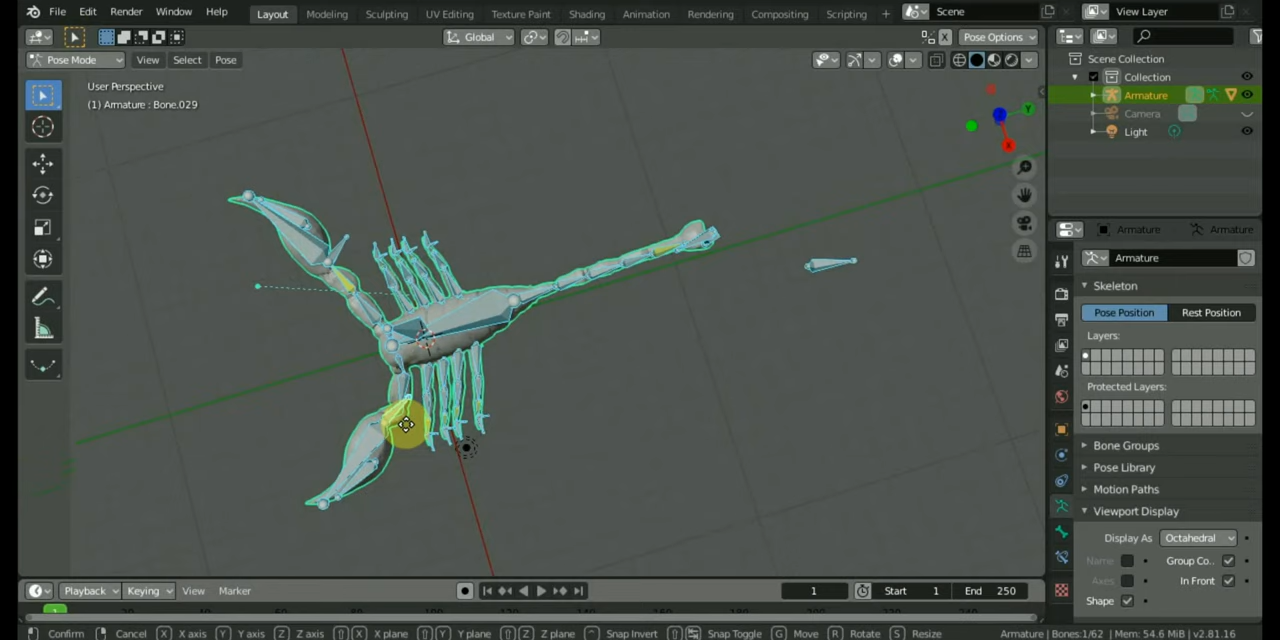 File Edit Render Window Help Layout Modeling Sculpting UV Editing Texture Paint Shading Animation Rendering Compositing Scripting + Scene View Layer
Global X Pose Options
Pose Mode View Select Pose
User Perspective
(1) Armature : Bone.029
Y
X
Scene Collection
Collection
Armature
Camera
Light
Armature Armature
Armature
Skeleton
Pose Position Rest Position
Layers:
Protected Layers:
Bone Groups
Pose Library
Motion Paths
Viewport Display
Display As Octahedral
Name Group Co..
Axes In Front
Shape
Playback Keying View Marker 1 Start 1 End 250
1
Confirm Cancel X X axis Y Y axis Z Z axis X X plane Y Y plane Z Z plane ^ Snap Invert Snap Toggle G Move R Rotate S Resize Armature | Bones:1/62 | Mem: 54.6 MiB | v2.81.16